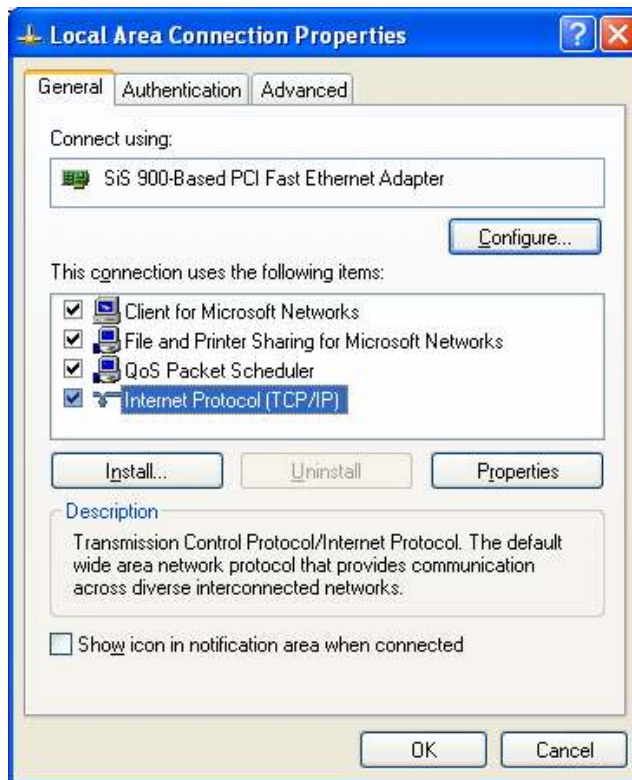 Local Area Connection Properties
General Authentication Advanced
Connect using:
SiS 900-Based PCI Fast Ethernet Adapter
Configure...
This connection uses the following items:
Client for Microsoft Networks
File and Printer Sharing for Microsoft Networks
QoS Packet Scheduler
Internet Protocol (TCP/IP)
Install... Uninstall Properties
Description
Transmission Control Protocol/Internet Protocol. The default
wide area network protocol that provides communication
across diverse interconnected networks.
Show icon in notification area when connected
OK Cancel